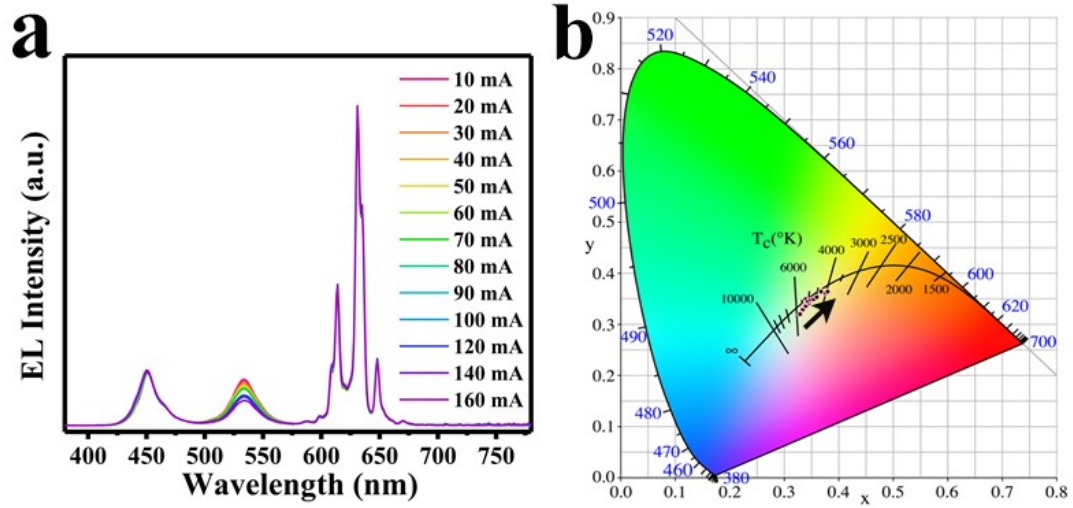 a
EL Intensity (a.u.)
10 mA
20 mA
30 mA
40 mA
50 mA
60 mA
70 mA
80 mA
90 mA
100 mA
120 mA
140 mA
160 mA
400 450 500 550 600 650 700 750
Wavelength (nm)
b
0.9
0.8
0.7
0.6
0.5
y
0.4
0.3
0.2
0.1
0.0
0.0 0.1 0.2 0.3 0.4 0.5 0.6 0.7 0.8
x
520
540
560
580
600
620
700
500
490
480
470
460
380
Tc(°K)
∞
10000
6000
4000
3000
2500
2000
1500